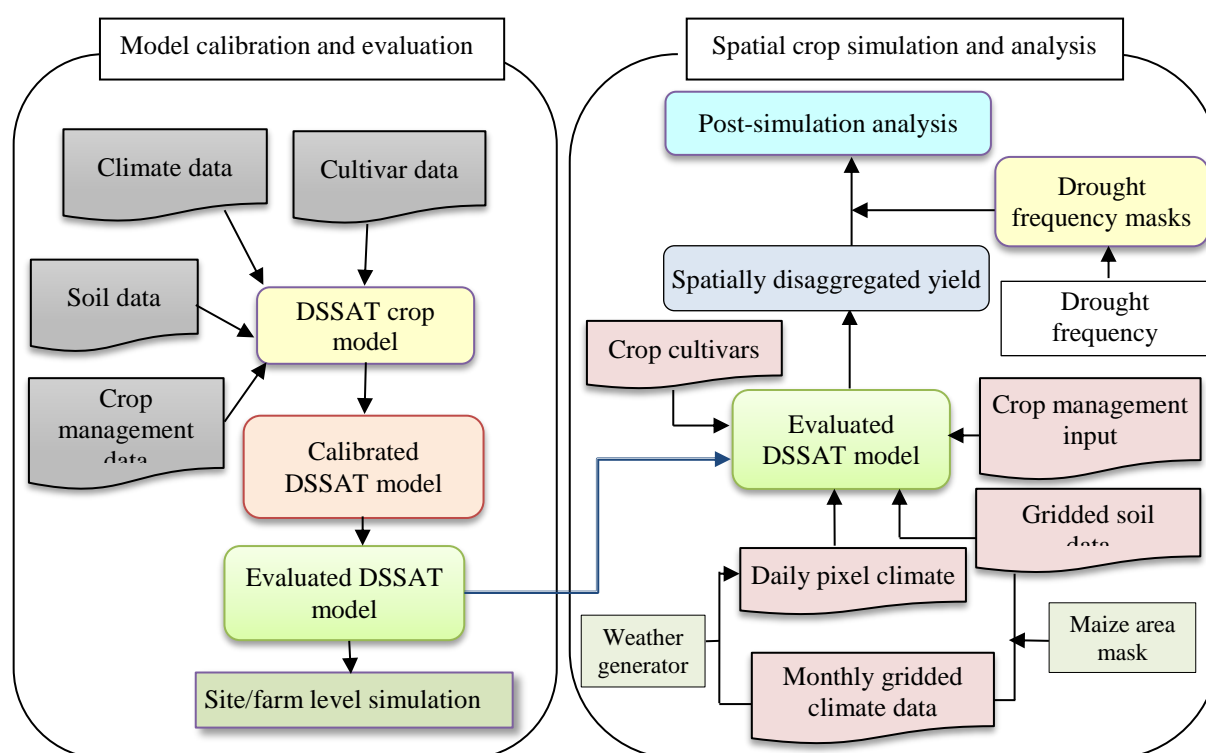 Model calibration and evaluation
Climate data
Cultivar data
Soil data
DSSAT crop
model
Crop
management
data
Calibrated
DSSAT model
Evaluated DSSAT
model
Site/farm level simulation
Spatial crop simulation and analysis
Post-simulation analysis
Drought
frequency masks
Spatially disaggregated yield
Drought
frequency
Crop cultivars
Evaluated
DSSAT model
Crop management
input
Gridded soil
data
Daily pixel climate
Weather
generator
Maize area
mask
Monthly gridded
climate data